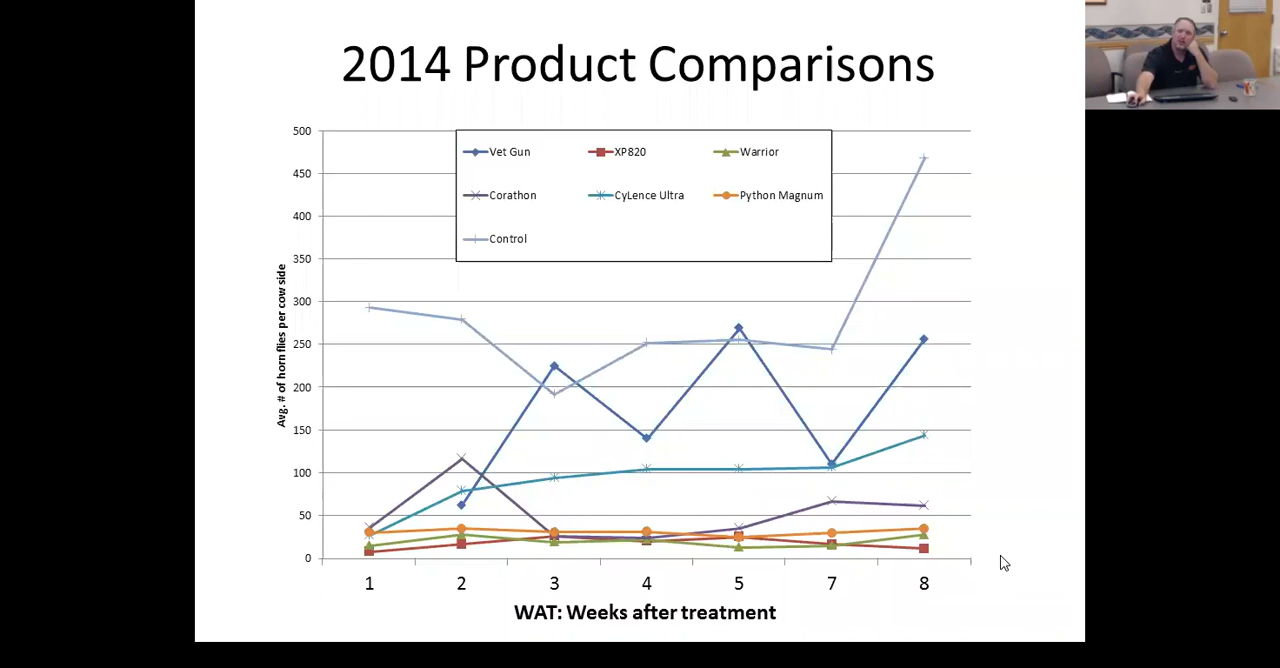 2014 Product Comparisons
500
450
400
350
300
250
200
150
100
50
0
Avg. # of horn flies per cow side
Vet Gun XP820 Warrior
Corathon CyLence Ultra Python Magnum
Control
1 2 3 4 5 7 8
WAT: Weeks after treatment